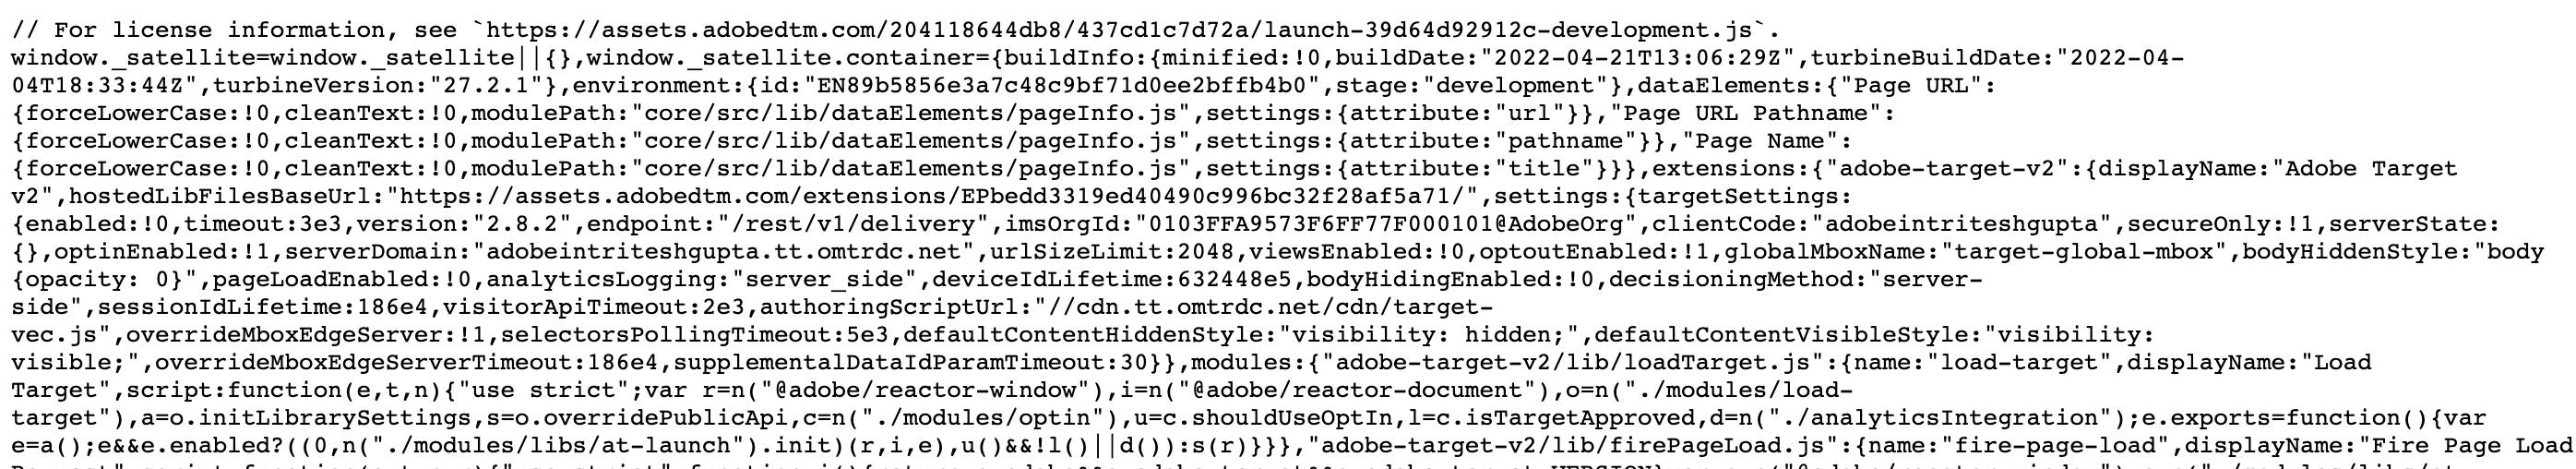 // For license information, see `https://assets.adobedtm.com/204118644db8/437cd1c7d72a/launch-39d64d92912c-development.js`.
window._satellite=window._satellite||{},window._satellite.container={buildInfo:{minified:!0,buildDate:"2022-04-21T13:06:29Z",turbineBuildDate:"2022-04-
04T18:33:44Z",turbineVersion:"27.2.1"},environment:{id:"EN89b5856e3a7c48c9bf71d0ee2bffb4b0",stage:"development"},dataElements:{"Page URL":
{forceLowerCase:!0,cleanText:!0,modulePath:"core/src/lib/dataElements/pageInfo.js",settings:{attribute:"url"}},"Page URL Pathname":
{forceLowerCase:!0,cleanText:!0,modulePath:"core/src/lib/dataElements/pageInfo.js",settings:{attribute:"pathname"}},"Page Name":
{forceLowerCase:!0,cleanText:!0,modulePath:"core/src/lib/dataElements/pageInfo.js",settings:{attribute:"title"}}},extensions:{"adobe-target-v2":{displayName:"Adobe Target
v2",hostedLibFilesBaseUrl:"https://assets.adobedtm.com/extensions/EPbedd3319ed40490c996bc32f28af5a71/",settings:{targetSettings:
{enabled:!0,timeout:3e3,version:"2.8.2",endpoint:"/rest/v1/delivery",imsOrgId:"0103FFA9573F6FF77F000101@AdobeOrg",clientCode:"adobeintriteshgupta",secureOnly:!1,serverState:
{},optinEnabled:!1,serverDomain:"adobeintriteshgupta.tt.omtrdc.net",urlSizeLimit:2048,viewsEnabled:!0,optoutEnabled:!1,globalMboxName:"target-global-mbox",bodyHiddenStyle:"body
{opacity: 0}",pageLoadEnabled:!0,analyticsLogging:"server_side",deviceIdLifetime:632448e5,bodyHidingEnabled:!0,decisioningMethod:"server-
side",sessionIdLifetime:186e4,visitorApiTimeout:2e3,authoringScriptUrl:"//cdn.tt.omtrdc.net/cdn/target-
vec.js",overrideMboxEdgeServer:!1,selectorsPollingTimeout:5e3,defaultContentHiddenStyle:"visibility: hidden;",defaultContentVisibleStyle:"visibility:
visible;",overrideMboxEdgeServerTimeout:186e4,supplementalDataIdParamTimeout:30}},modules:{"adobe-target-v2/lib/loadTarget.js":{name:"load-target",displayName:"Load
Target",script:function(e,t,n){"use strict";var r=n("@adobe/reactor-window"),i=n("@adobe/reactor-document"),o=n("./modules/load-
target"),a=o.initLibrarySettings,s=o.overridePublicApi,c=n("./modules/optin"),u=c.shouldUseOptIn,l=c.isTargetApproved,d=n("./analyticsIntegration");e.exports=function(){var
e=a();e&&e.enabled?((0,n("./modules/libs/at-launch").init)(r,i,e),u()&&!l()||d()):s(r)}}},"adobe-target-v2/lib/firePageLoad.js":{name:"fire-page-load",displayName:"Fire Page Load